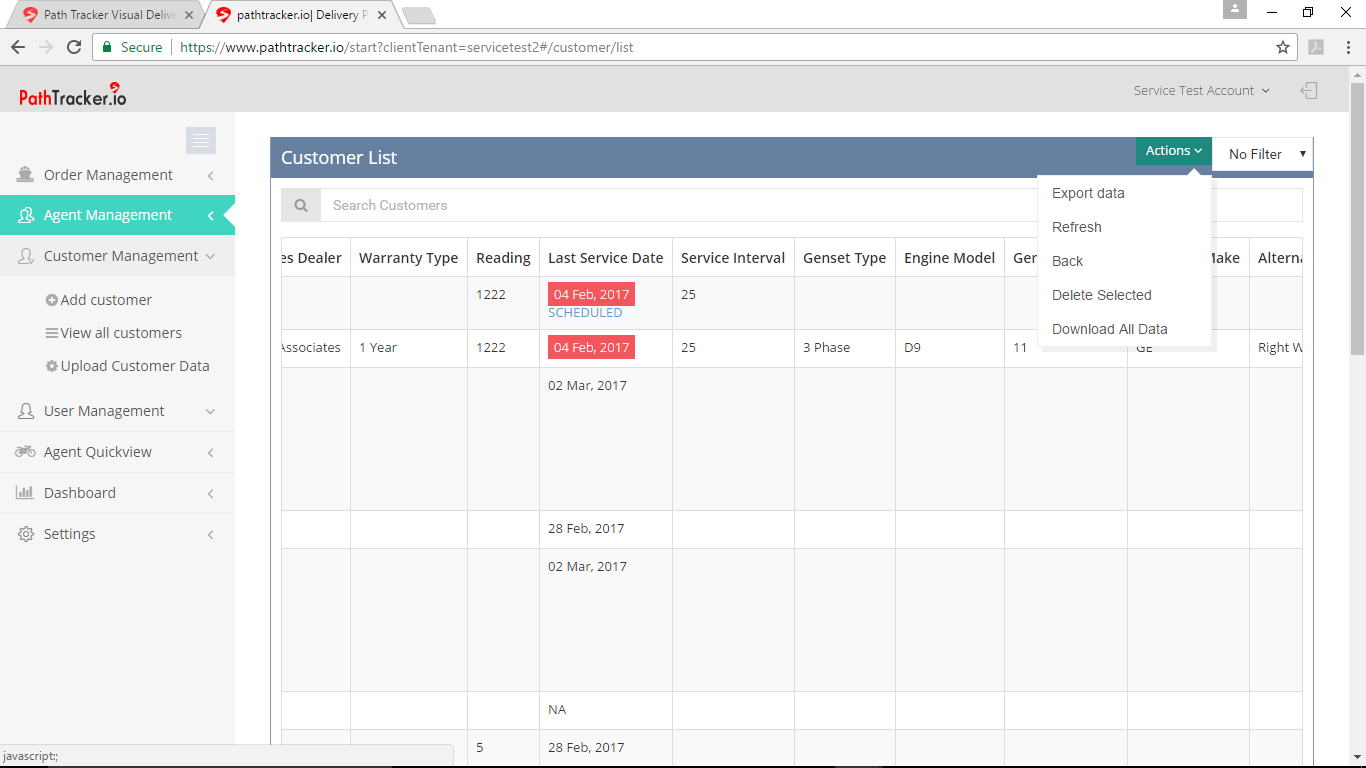 Path Tracker Visual Delive
pathtracker.io| Delivery P
Secure
https://www.pathtracker.io/start?clientTenant=servicetest2#/customer/list
PathTracker.io
Service Test Account
Order Management
Agent Management
Customer Management
Add customer
View all customers
Upload Customer Data
User Management
Agent Quickview
Dashboard
Settings
Customer List
Actions
No Filter
Export data
Refresh
Back
Delete Selected
Download All Data
Search Customers
es Dealer Warranty Type Reading Last Service Date Service Interval Genset Type Engine Model Ger Make Alterna
1222 04 Feb, 2017 25
SCHEDULED
Associates 1 Year 1222 04 Feb, 2017 25 3 Phase D9 11 GE Right W
02 Mar, 2017
28 Feb, 2017
02 Mar, 2017
NA
5 28 Feb, 2017
javascript:;